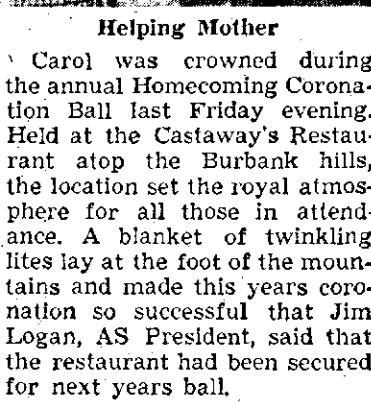 Helping Mother
Carol was crowned during
the annual Homecoming Corona-
tion Ball last Friday evening.
Held at the Castaway's Restau-
rant atop the Burbank hills,
the location set the royal atmos-
phere for all those in attend-
ance. A blanket of twinkling
lites lay at the foot of the moun-
tains and made this years coro-
nation so successful that Jim
Logan, AS President, said that
the restaurant had been secured
for next years ball.